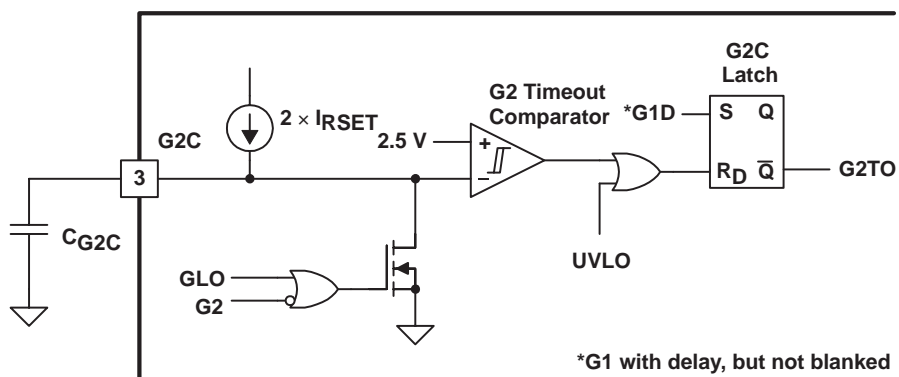 G2C
Latch
G2 Timeout
Comparator
*G1D
S Q
2 × IRSET
G2C
2.5 V
+
−
3
RD Q̅
G2TO
CG2C
UVLO
GLO
G2
*G1 with delay, but not blanked